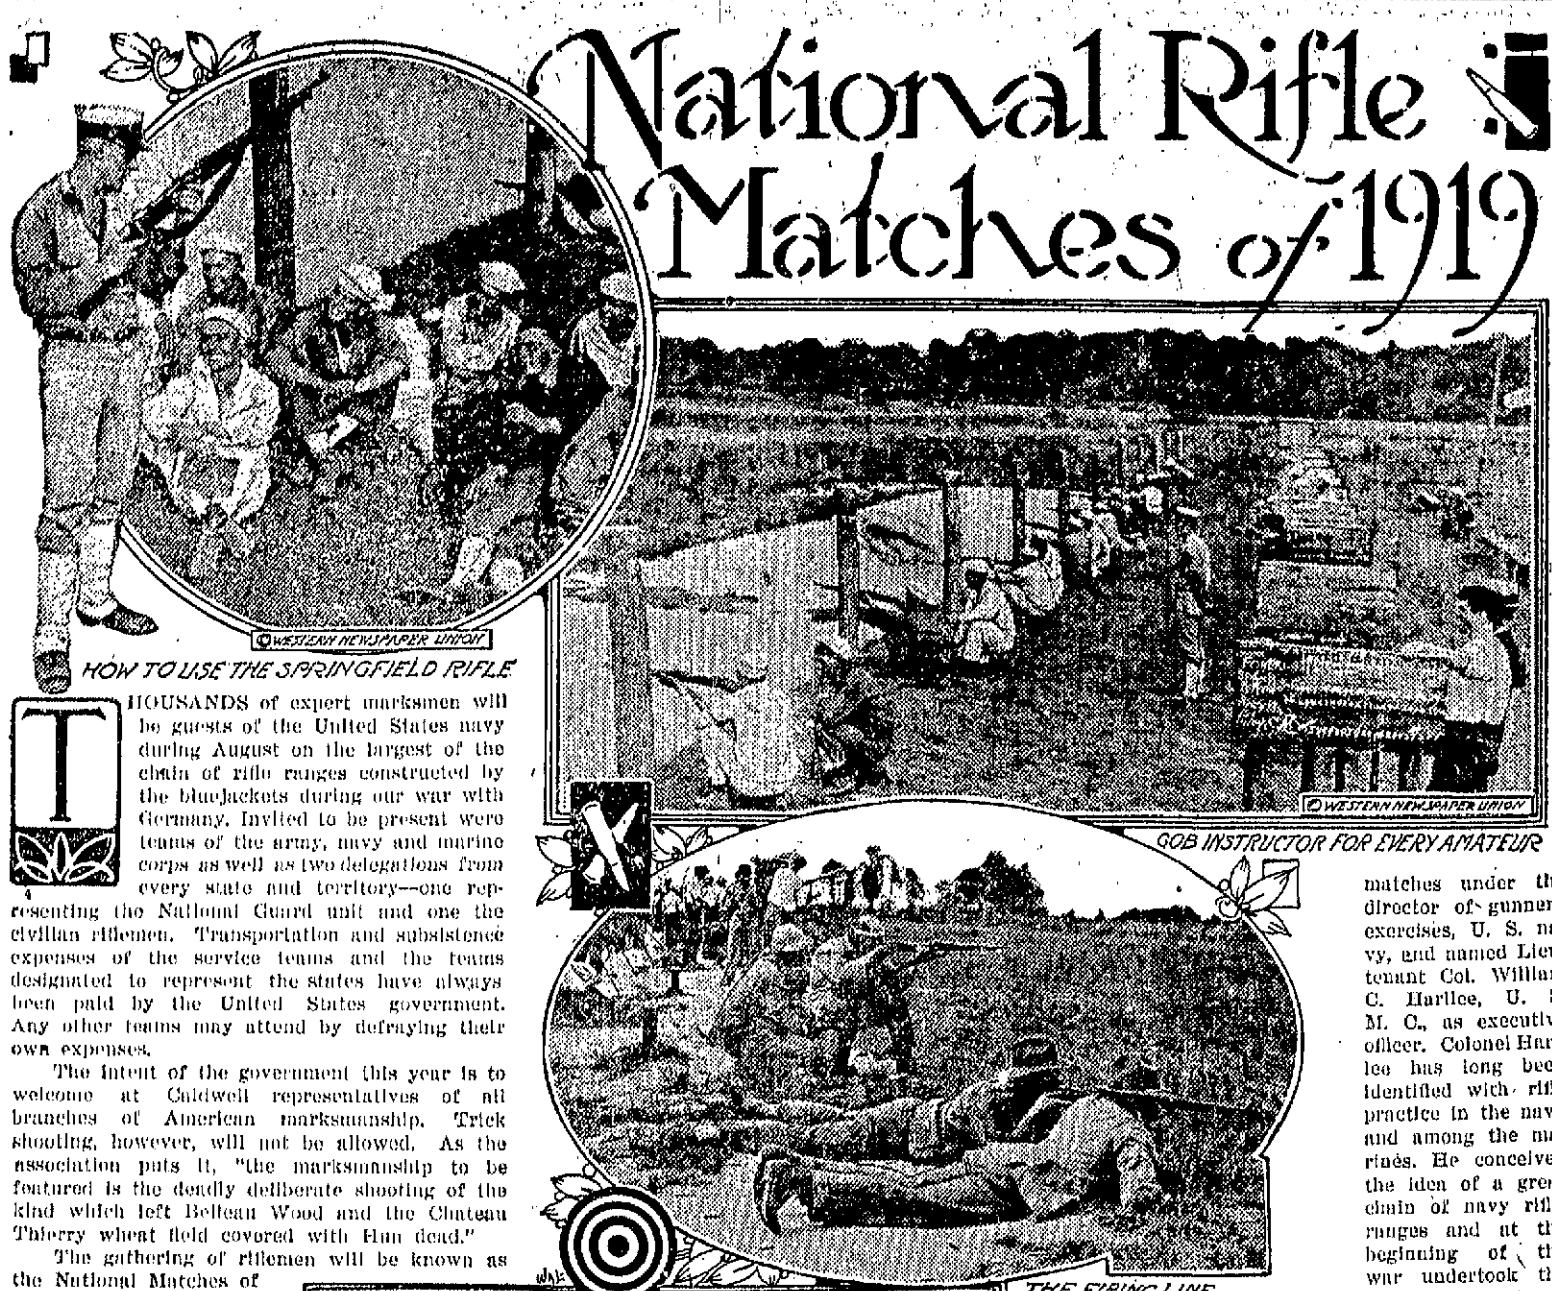 National Rifle
Matches of 1919
© WESTERN NEWSPAPER UNION
HOW TO USE THE SPRINGFIELD RIFLE
THOUSANDS of expert marksmen will
be guests of the United States navy
during August on the largest of the
chain of rifle ranges constructed by
the bluejackets during our war with
Germany. Invited to be present were
teams of the army, navy and marine
corps as well as two delegations from
every state and territory--one rep-
resenting the National Guard unit and one the
civilian riflemen. Transportation and subsistence
expenses of the service teams and the teams
designated to represent the states have always
been paid by the United States government.
Any other teams may attend by defraying their
own expenses.
The intent of the government this year is to
welcome at Caldwell representatives of all
branches of American marksmanship. Trick
shooting, however, will not be allowed. As the
association puts it, "the marksmanship to be
featured is the deadly deliberate shooting of the
kind which left Belleau Wood and the Chateau
Thierry wheat field covered with Hun dead."
The gathering of riflemen will be known as
the National Matches of
© WESTERN NEWSPAPER UNION
GOB INSTRUCTOR FOR EVERY AMATEUR
THE FIRING LINE
matches under th
director of gunner
exercises, U. S. na
vy, and named Lieu
tenant Col. Willia
C. Harllee, U. S
M. C., as executiv
officer. Colonel Har
lee has long bee
identified with rifl
practice in the nav
and among the ma
rines. He conceive
the idea of a grea
chain of navy rifl
ranges and at th
beginning of th
war undertook th